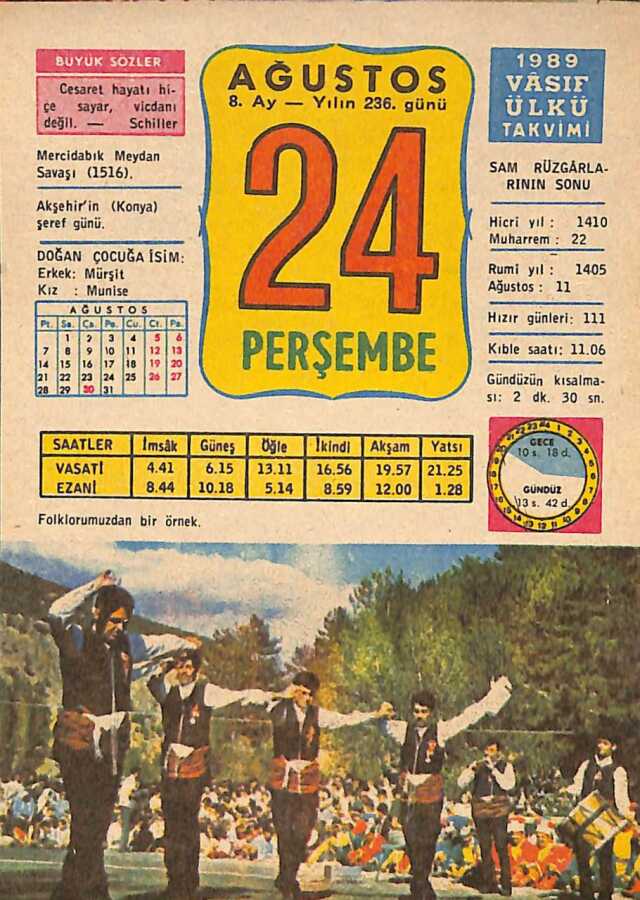 BÜYÜK SÖZLER
Cesaret hayatı hi-
çe sayar, vicdanı
değil. — Schiller
Mercidabık Meydan
Savaşı (1516).
Akşehir'in (Konya)
şeref günü.
DOĞAN ÇOCUĞA İSİM:
Erkek: Mürşit
Kız : Munise
AĞUSTOS
Pt. Sa. Ça. Pe. Cu. Ct. Pa.
1 2 3 4 5 6
7 8 9 10 11 12 13
14 15 16 17 18 19 20
21 22 23 24 25 26 27
28 29 30 31
AĞUSTOS
8. Ay — Yılın 236. günü
24
PERŞEMBE
1989
VÂSIF
ÜLKÜ
TAKVİMİ
SAM RÜZGÂRLA-
RININ SONU
Hicri yıl : 1410
Muharrem : 22
Rumi yıl : 1405
Ağustos : 11
Hızır günleri: 111
Kıble saati: 11.06
Gündüzün kısalma-
sı: 2 dk. 30 sn.
SAATLER İmsâk Güneş Öğle İkindi Akşam Yatsı
VASATİ 4.41 6.15 13.11 16.56 19.57 21.25
EZANİ 8.44 10.18 5.14 8.59 12.00 1.28
GECE
10 s. 18 d.
GÜNDÜZ
13 s. 42 d.
Folklorumuzdan bir örnek.